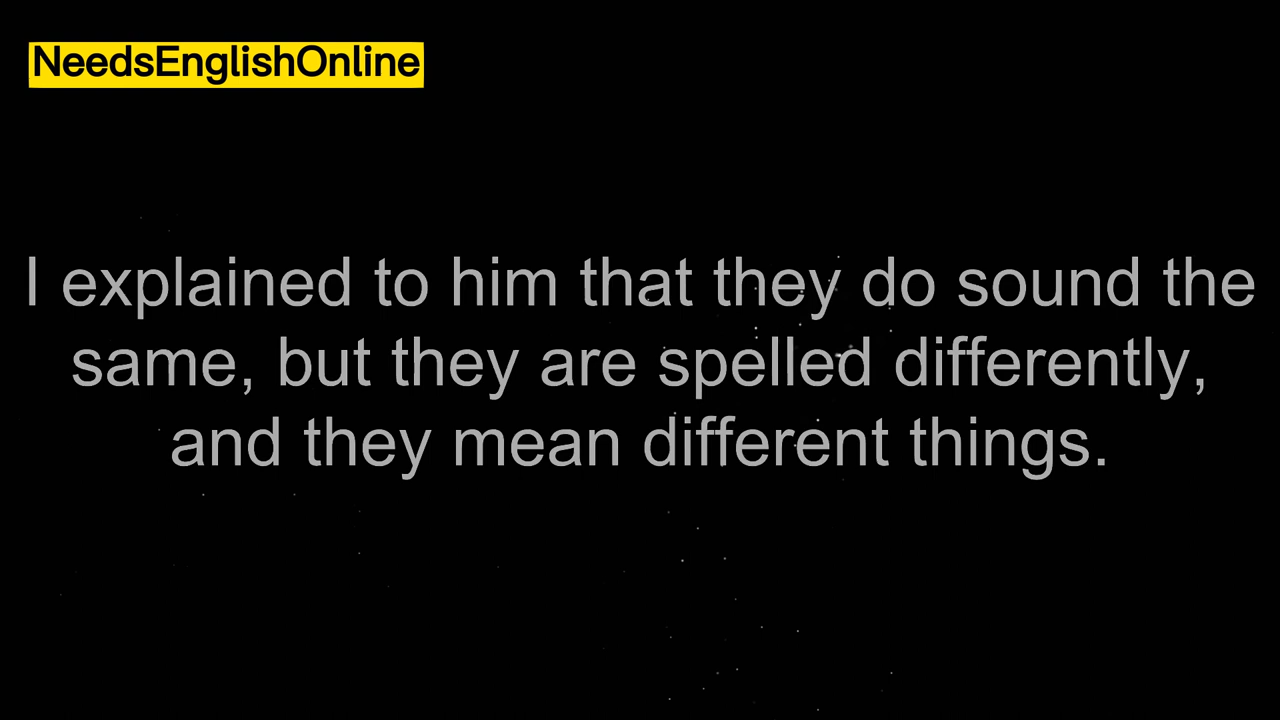 NeedsEnglishOnline
I explained to him that they do sound the
same, but they are spelled differently,
and they mean different things.